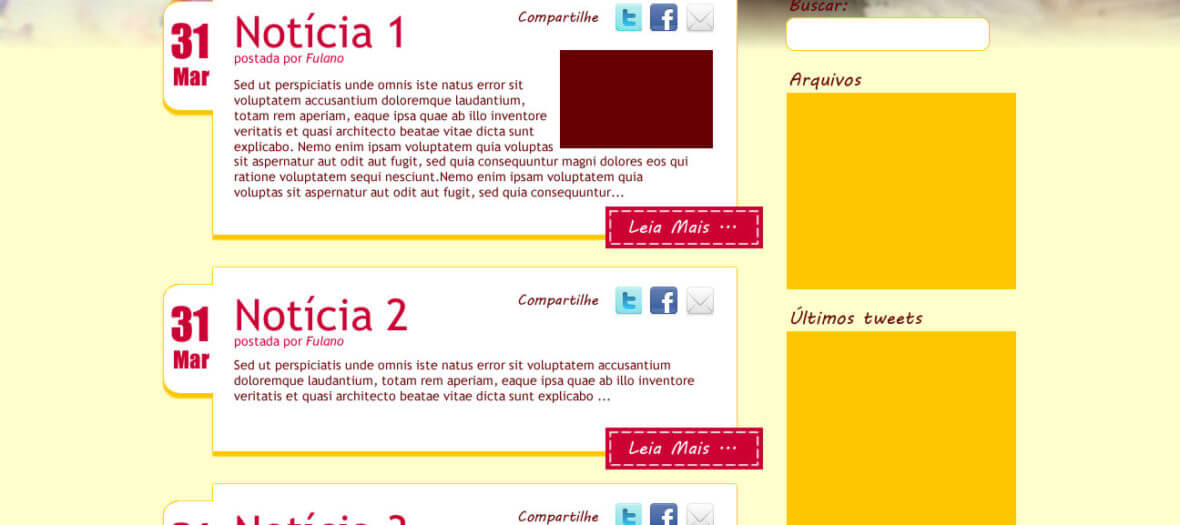 31
Mar
Notícia 1
postada por Fulano
Compartilhe
Sed ut perspiciatis unde omnis iste natus error sit
voluptatem accusantium doloremque laudantium,
totam rem aperiam, eaque ipsa quae ab illo inventore
veritatis et quasi architecto beatae vitae dicta sunt
explicabo. Nemo enim ipsam voluptatem quia voluptas
sit aspernatur aut odit aut fugit, sed quia consequuntur magni dolores eos qui
ratione voluptatem sequi nesciunt.Nemo enim ipsam voluptatem quia
voluptas sit aspernatur aut odit aut fugit, sed quia consequuntur...
Leia Mais ...
31
Mar
Notícia 2
postada por Fulano
Compartilhe
Sed ut perspiciatis unde omnis iste natus error sit voluptatem accusantium
doloremque laudantium, totam rem aperiam, eaque ipsa quae ab illo inventore
veritatis et quasi architecto beatae vitae dicta sunt explicabo ...
Leia Mais ...
Compartilhe
Buscar:
Arquivos
Últimos tweets